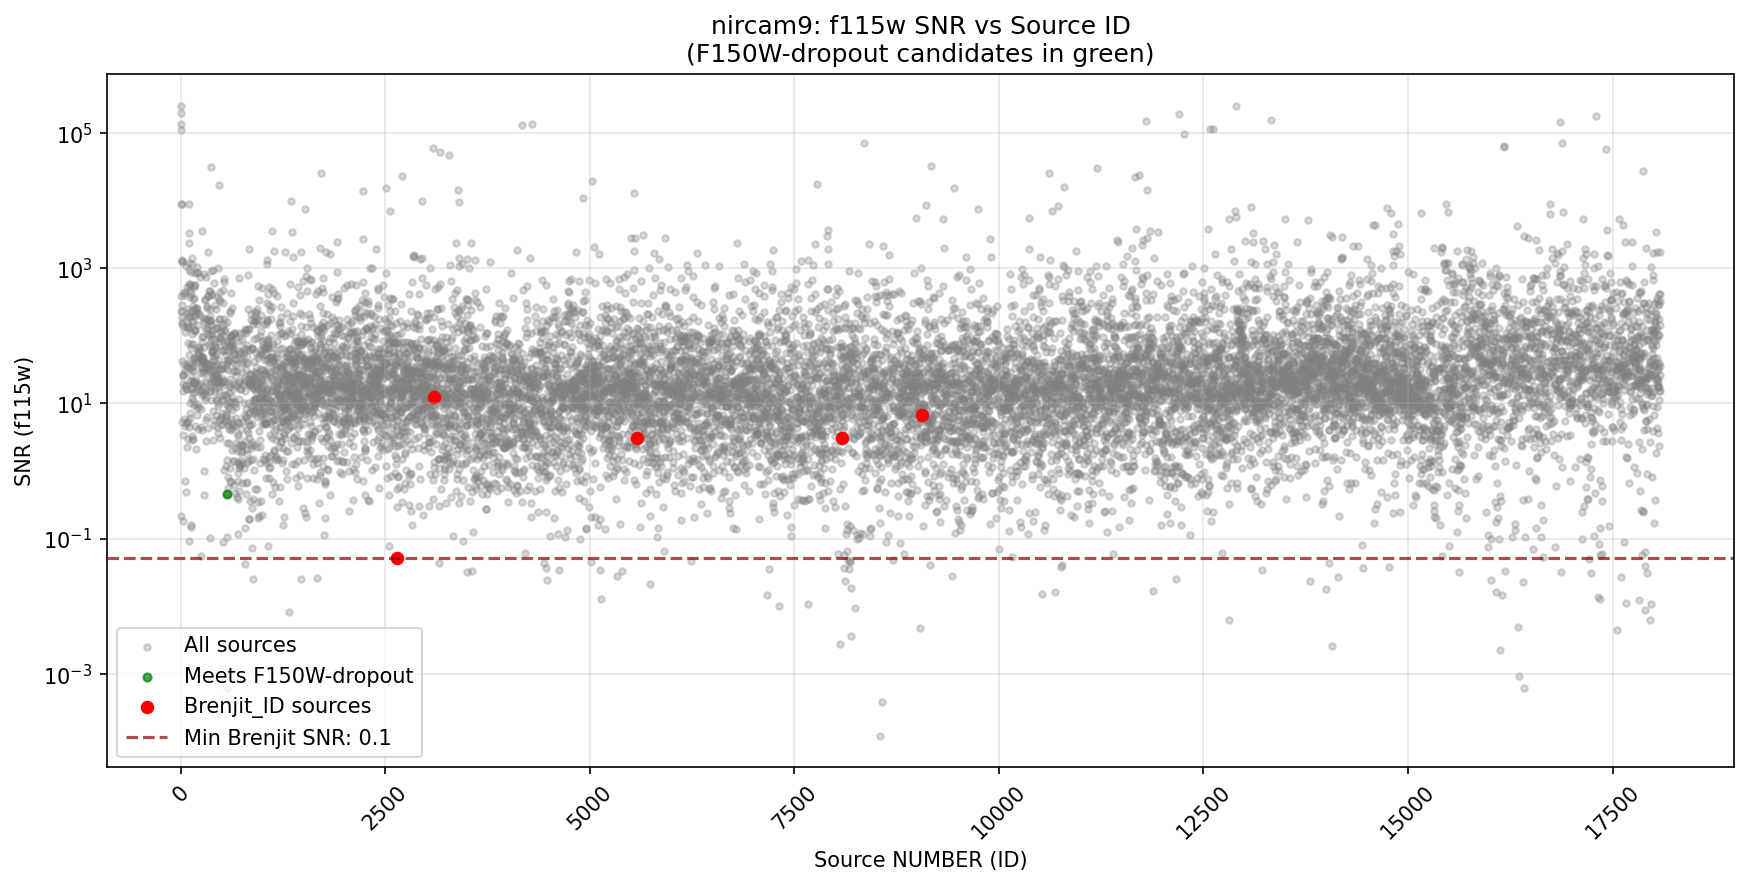 nircam9: f115w SNR vs Source ID
(F150W-dropout candidates in green)
SNR (f115w)
10^5
10^3
10^1
10^-1
10^-3
All sources
Meets F150W-dropout
Brenjit_ID sources
Min Brenjit SNR: 0.1
0
2500
5000
7500
10000
12500
15000
17500
Source NUMBER (ID)